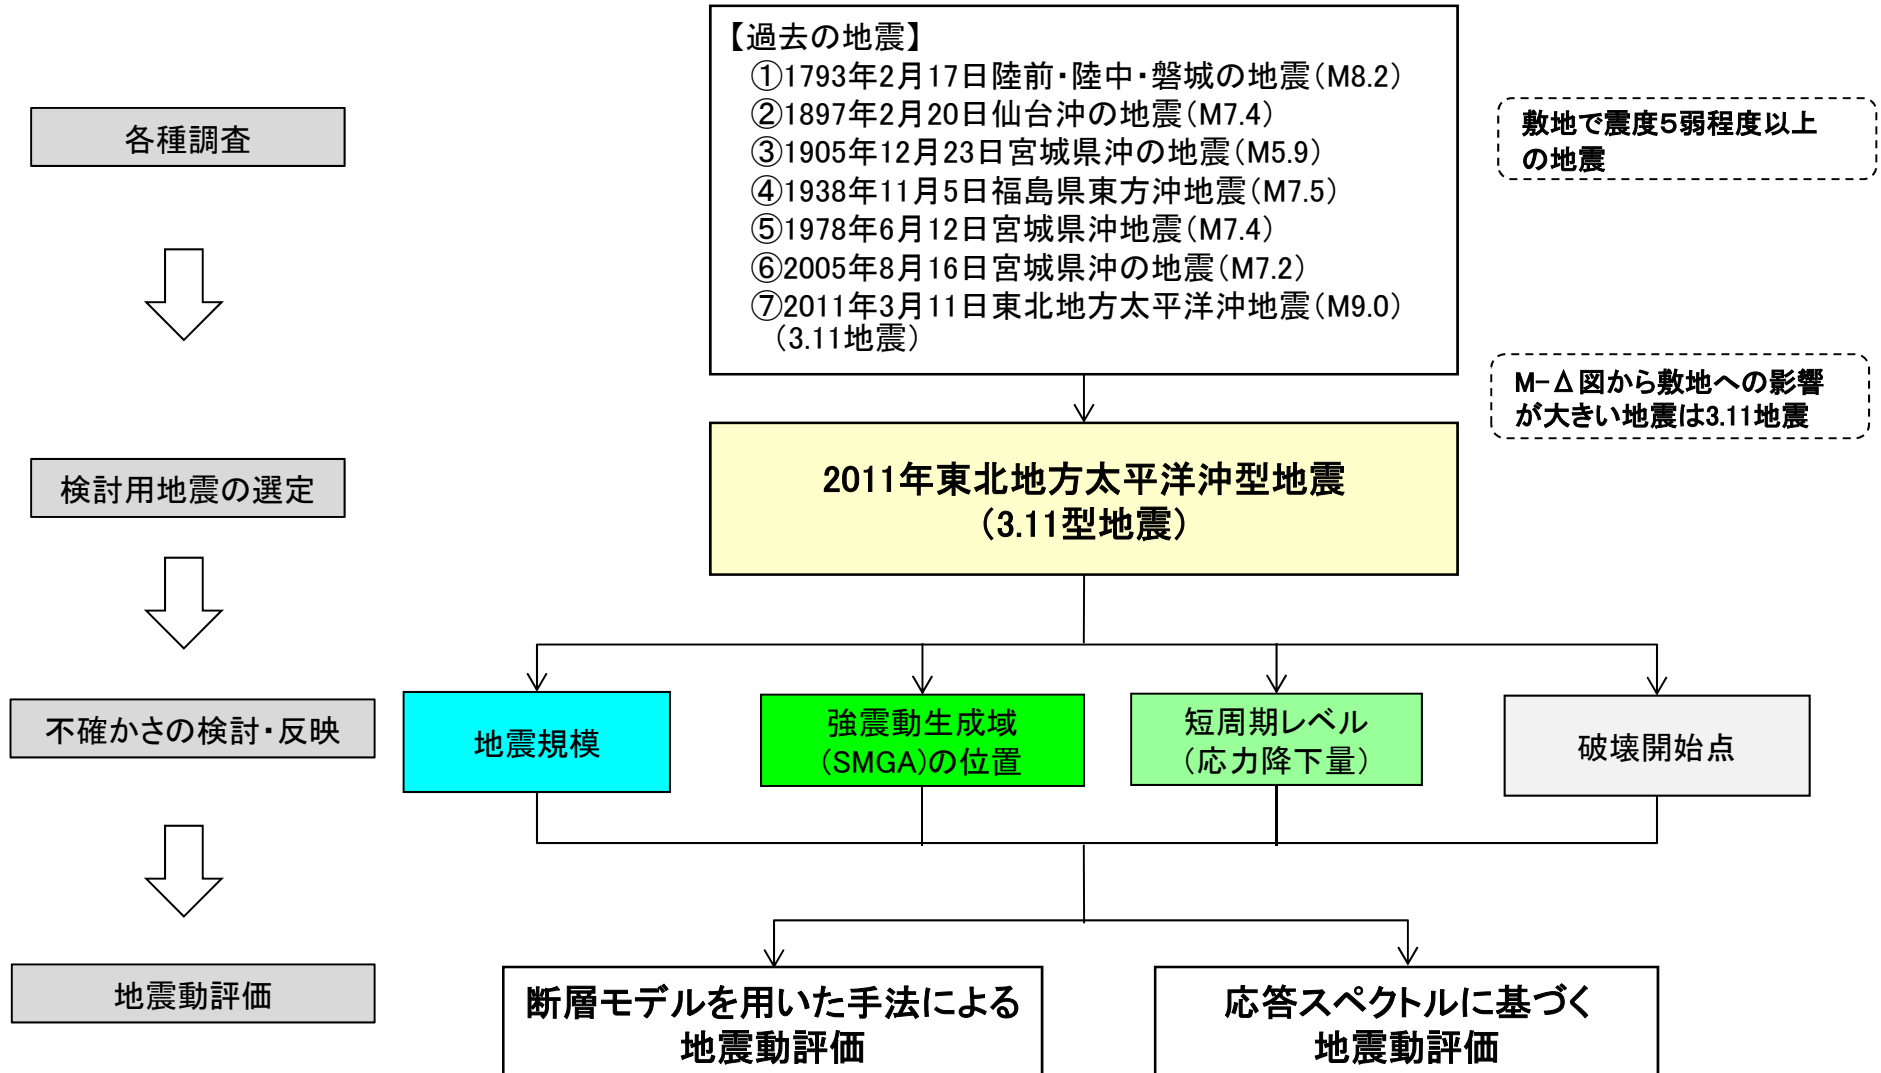 【過去の地震】
①1793年2月17日陸前・陸中・磐城の地震(M8.2)
②1897年2月20日仙台沖の地震(M7.4)
③1905年12月23日宮城県沖の地震(M5.9)
④1938年11月5日福島県東方沖地震(M7.5)
⑤1978年6月12日宮城県沖地震(M7.4)
⑥2005年8月16日宮城県沖の地震(M7.2)
⑦2011年3月11日東北地方太平洋沖地震(M9.0)
(3.11地震)
各種調査
敷地で震度5弱程度以上
の地震
M-Δ図から敷地への影響
が大きい地震は3.11地震
検討用地震の選定
2011年東北地方太平洋沖型地震
(3.11型地震)
不確かさの検討・反映
地震規模
強震動生成域
(SMGA)の位置
短周期レベル
(応力降下量)
破壊開始点
地震動評価
断層モデルを用いた手法による
地震動評価
応答スペクトルに基づく
地震動評価